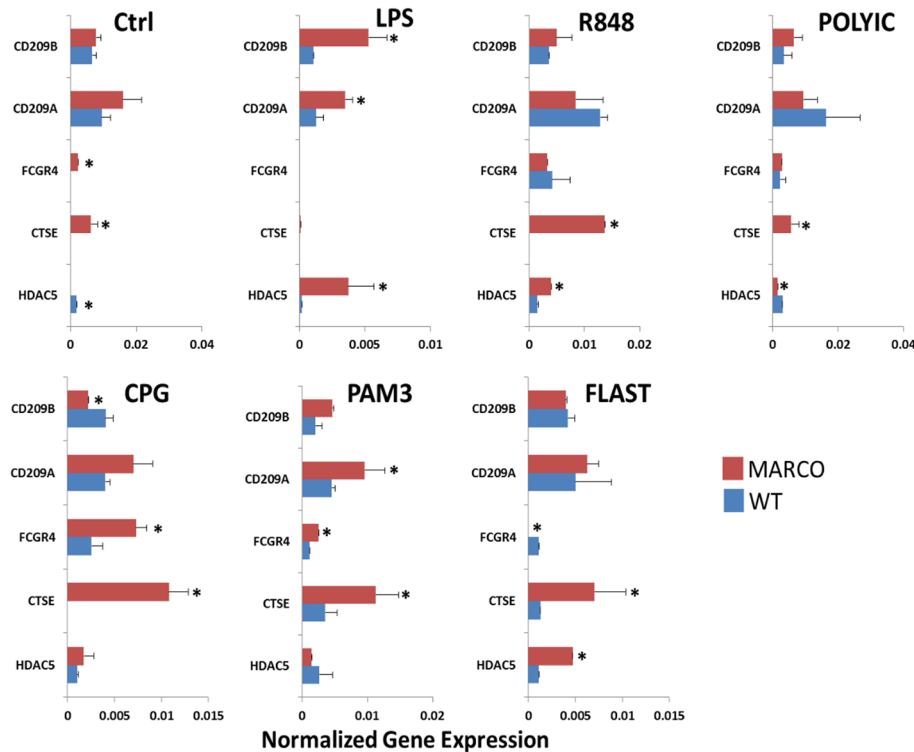 Ctrl
CD209B
CD209A
FCGR4 *
CTSE *
HDAC5 *
0 0.02 0.04
LPS
CD209B *
CD209A *
FCGR4
CTSE
HDAC5 *
0 0.005 0.01
R848
CD209B
CD209A
FCGR4
CTSE *
HDAC5 *
0 0.01 0.02
POLYIC
CD209B
CD209A
FCGR4
CTSE *
HDAC5 *
0 0.02 0.04
CPG
CD209B *
CD209A
FCGR4 *
CTSE *
HDAC5
0 0.005 0.01 0.015
PAM3
CD209B
CD209A *
FCGR4 *
CTSE *
HDAC5
0 0.01 0.02
FLAST
CD209B
CD209A
FCGR4 *
CTSE *
HDAC5 *
0 0.005 0.01 0.015
MARCO
WT
Normalized Gene Expression